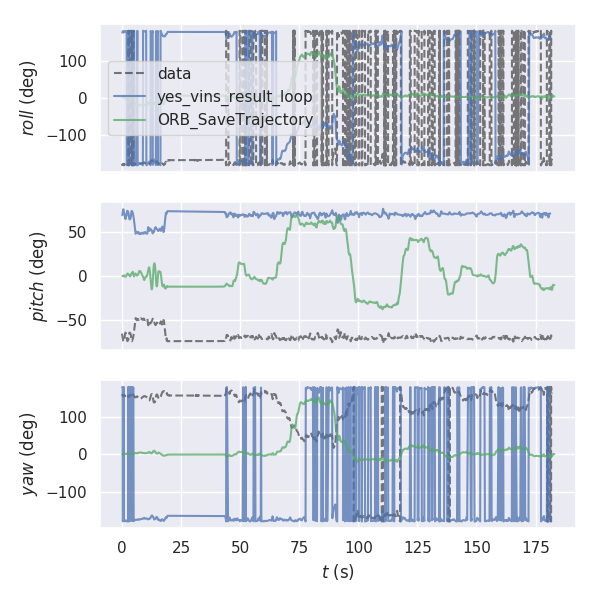 100
0
−100
roll (deg)
data
yes_vins_result_loop
ORB_SaveTrajectory
50
0
−50
pitch (deg)
100
0
−100
yaw (deg)
0 25 50 75 100 125 150 175
t (s)